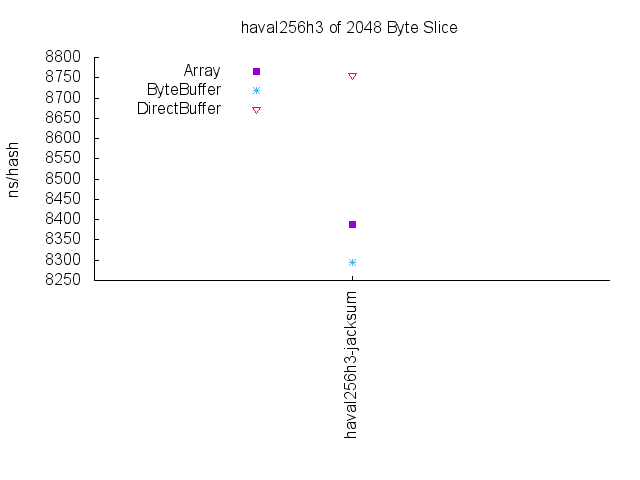 haval256h3 of 2048 Byte Slice
ns/hash
8800
8750
8700
8650
8600
8550
8500
8450
8400
8350
8300
8250
Array
ByteBuffer
DirectBuffer
haval256h3-jacksum